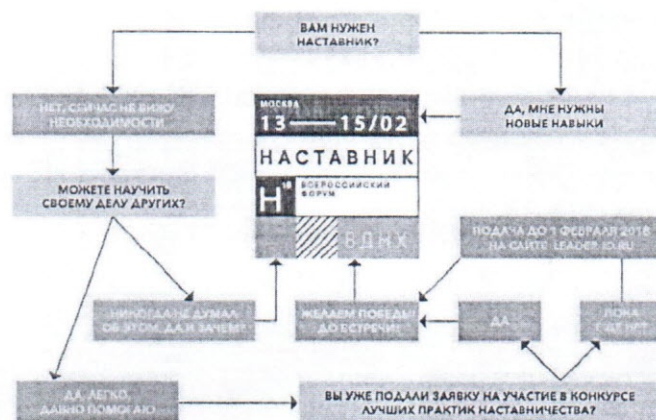 ВАМ НУЖЕН
НАСТАВНИК?
НЕТ, СЕЙЧАС НЕ ВИЖУ
НЕОБХОДИМОСТИ
ДА, МНЕ НУЖНЫ
НОВЫЕ НАВЫКИ
МОСКВА
13 — 15/02
НАСТАВНИК
Н18
ВСЕРОССИЙСКИЙ
ФОРУМ
ВДНХ
МОЖЕТЕ НАУЧИТЬ
СВОЕМУ ДЕЛУ ДРУГИХ?
ПОДАЧА ДО 1 ФЕВРАЛЯ 2018
НА САЙТЕ LEADER-ID.RU
НИКОГДА НЕ ДУМАЛ
ОБ ЭТОМ, ДА И ЗАЧЕМ?
ЖЕЛАЕМ ПОБЕДЫ!
ДО ВСТРЕЧИ!
ДА
ПОКА
ЕЩЕ НЕТ
ДА, ЛЕГКО,
ДАВНО ПОМОГАЮ
ВЫ УЖЕ ПОДАЛИ ЗАЯВКУ НА УЧАСТИЕ В КОНКУРСЕ
ЛУЧШИХ ПРАКТИК НАСТАВНИЧЕСТВА?